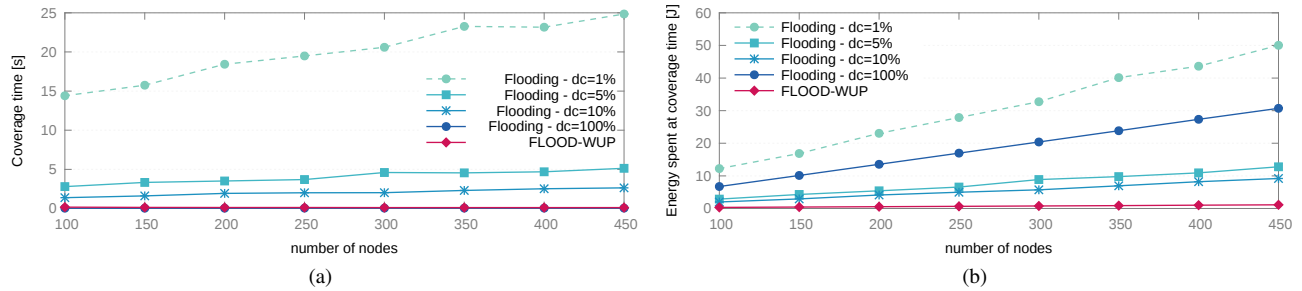 Coverage time [s]
25
20
15
10
5
0
100 150 200 250 300 350 400 450
number of nodes
Flooding - dc=1%
Flooding - dc=5%
Flooding - dc=10%
Flooding - dc=100%
FLOOD-WUP
(a)
Energy spent at coverage time [J]
60
50
40
30
20
10
0
100 150 200 250 300 350 400 450
number of nodes
Flooding - dc=1%
Flooding - dc=5%
Flooding - dc=10%
Flooding - dc=100%
FLOOD-WUP
(b)